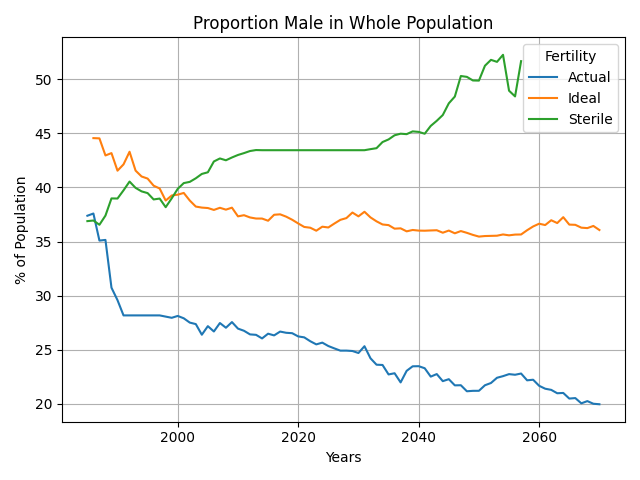 Proportion Male in Whole Population
% of Population
50
45
40
35
30
25
20
Fertility
Actual
Ideal
Sterile
2000
2020
2040
2060
Years